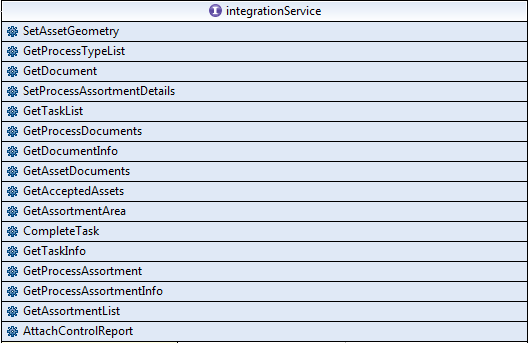 integrationService
SetAssetGeometry
GetProcessTypeList
GetDocument
SetProcessAssortmentDetails
GetTaskList
GetProcessDocuments
GetDocumentInfo
GetAssetDocuments
GetAcceptedAssets
GetAssortmentArea
CompleteTask
GetTaskInfo
GetProcessAssortment
GetProcessAssortmentInfo
GetAssortmentList
AttachControlReport